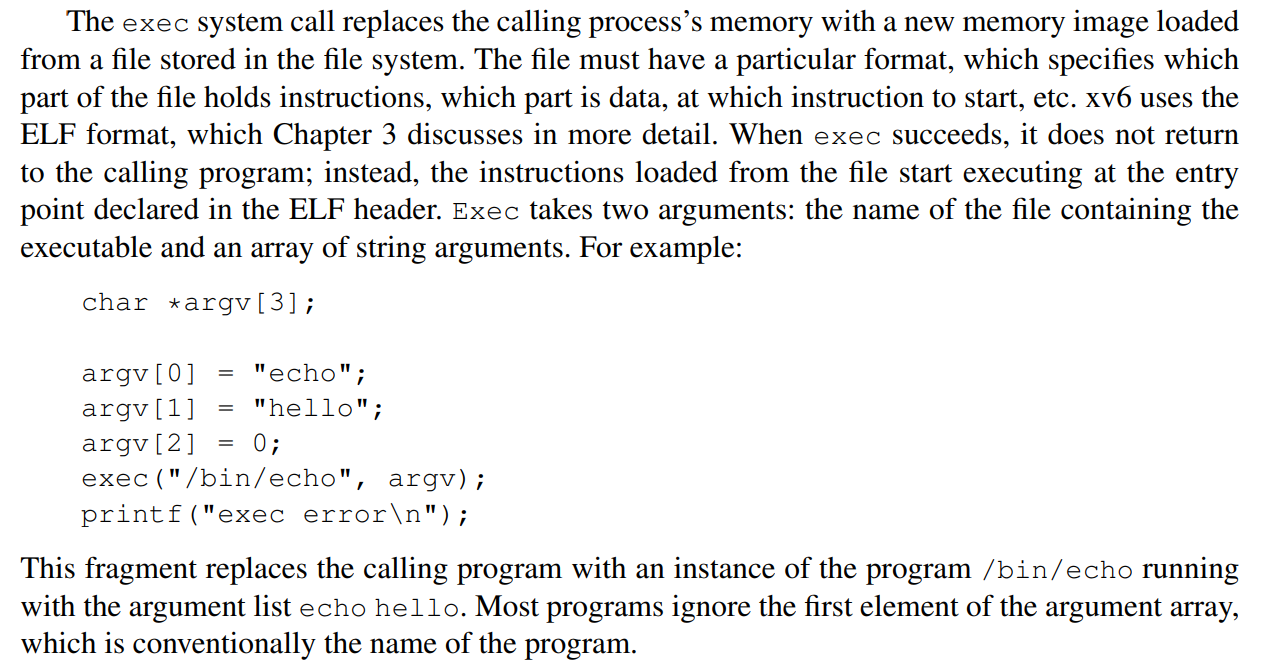 The exec system call replaces the calling process’s memory with a new memory image loaded
from a file stored in the file system. The file must have a particular format, which specifies which
part of the file holds instructions, which part is data, at which instruction to start, etc. xv6 uses the
ELF format, which Chapter 3 discusses in more detail. When exec succeeds, it does not return
to the calling program; instead, the instructions loaded from the file start executing at the entry
point declared in the ELF header. Exec takes two arguments: the name of the file containing the
executable and an array of string arguments. For example:
char *argv[3];
argv[0] = "echo";
argv[1] = "hello";
argv[2] = 0;
exec("/bin/echo", argv);
printf("exec error\n");
This fragment replaces the calling program with an instance of the program /bin/echo running
with the argument list echo hello. Most programs ignore the first element of the argument array,
which is conventionally the name of the program.